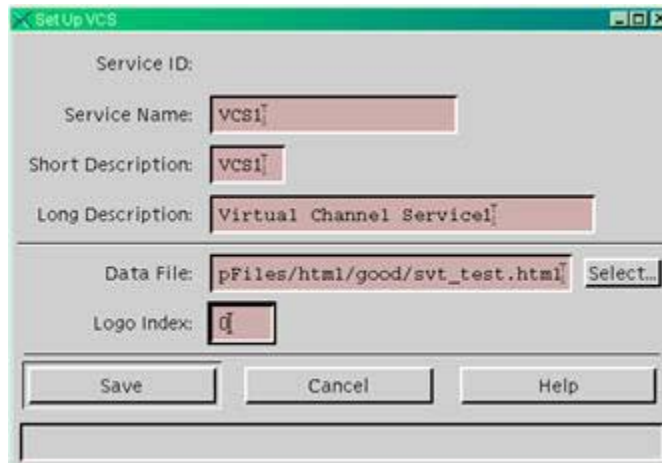 Set Up VCS
Service ID:
Service Name: VCS1
Short Description: VCS1
Long Description: Virtual Channel Service1
Data File: pFiles/html/good/svt_test.html Select...
Logo Index: 0
Save Cancel Help